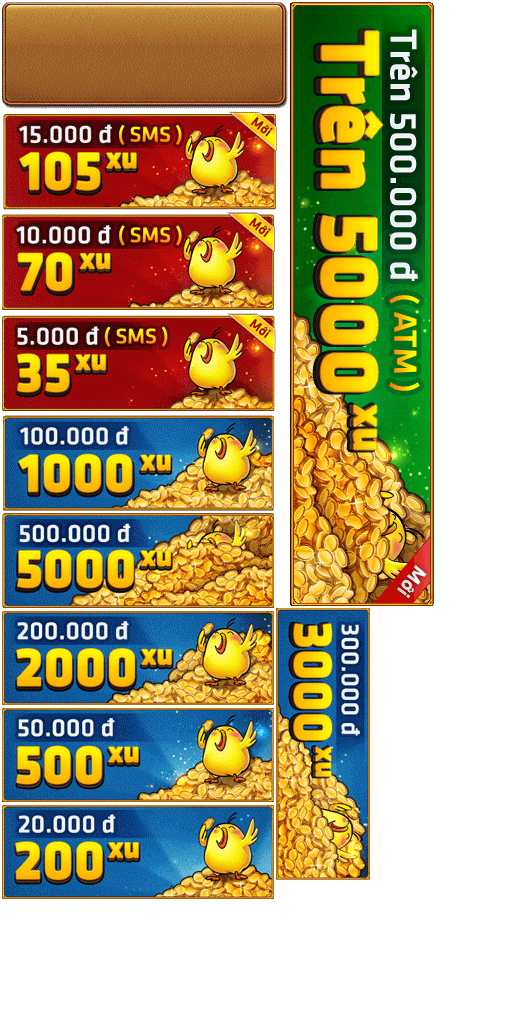 15.000 đ ( SMS )
105 xu
Mới
10.000 đ ( SMS )
70 xu
Mới
5.000 đ ( SMS )
35 xu
Mới
100.000 đ
1000 xu
500.000 đ
5000 xu
200.000 đ
2000 xu
50.000 đ
500 xu
20.000 đ
200 xu
Trên 500.000 đ ( ATM )
Trên 5000 xu
Mới
300.000 đ
3000 xu